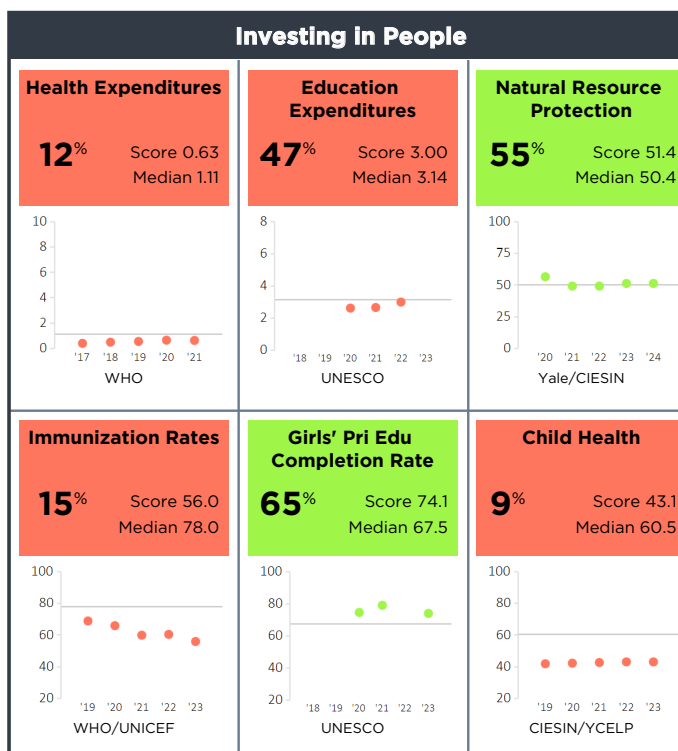 Investing in People
Health Expenditures
12%
Score 0.63
Median 1.11
10
8
6
4
2
0
'17 '18 '19 '20 '21
WHO
Education
Expenditures
47%
Score 3.00
Median 3.14
8
6
4
2
0
'18 '19 '20 '21 '22 '23
UNESCO
Natural Resource
Protection
55%
Score 51.4
Median 50.4
100
75
50
25
0
'20 '21 '22 '23 '24
Yale/CIESIN
Immunization Rates
15%
Score 56.0
Median 78.0
100
80
60
40
20
'19 '20 '21 '22 '23
WHO/UNICEF
Girls' Pri Edu
Completion Rate
65%
Score 74.1
Median 67.5
100
80
60
40
20
'18 '19 '20 '21 '22 '23
UNESCO
Child Health
9%
Score 43.1
Median 60.5
100
80
60
40
20
'19 '20 '21 '22 '23
CIESIN/YCELP